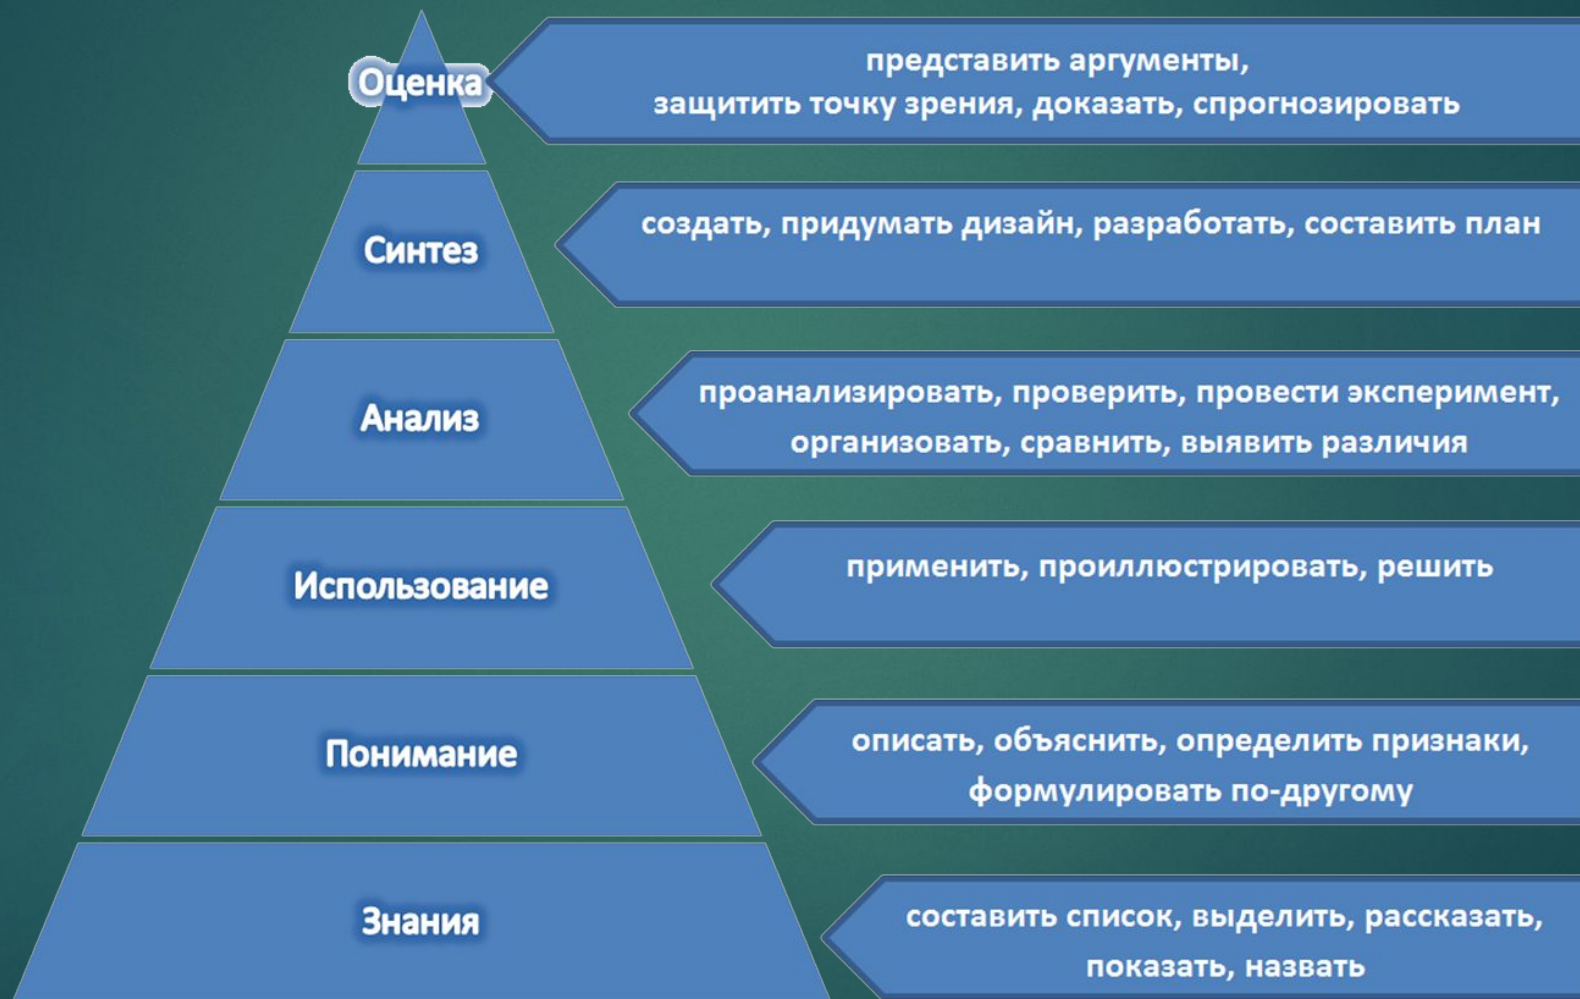 Оценка
представить аргументы,
защитить точку зрения, доказать, спрогнозировать
Синтез
создать, придумать дизайн, разработать, составить план
Анализ
проанализировать, проверить, провести эксперимент,
организовать, сравнить, выявить различия
Использование
применить, проиллюстрировать, решить
Понимание
описать, объяснить, определить признаки,
формулировать по-другому
Знания
составить список, выделить, рассказать,
показать, назвать